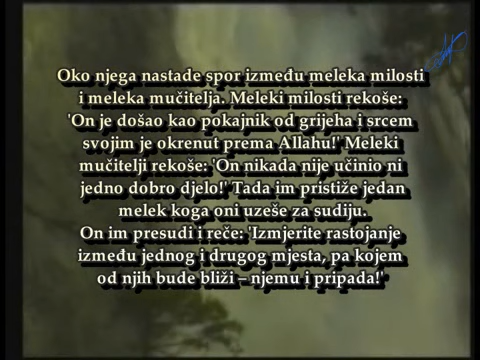 Oko njega nastade spor između meleka milosti
i meleka mučitelja. Meleki milosti rekoše:
'On je došao kao pokajnik od grijeha i srcem
svojim je okrenut prema Allahu!' Meleki
mučitelji rekoše: 'On nikada nije učinio ni
jedno dobro djelo!' Tada im pristiže jedan
melek koga oni uzeše za sudiju.
On im presudi i reče: 'Izmjerite rastojanje
između jednog i drugog mjesta, pa kojem
od njih bude bliži – njemu i pripada!'